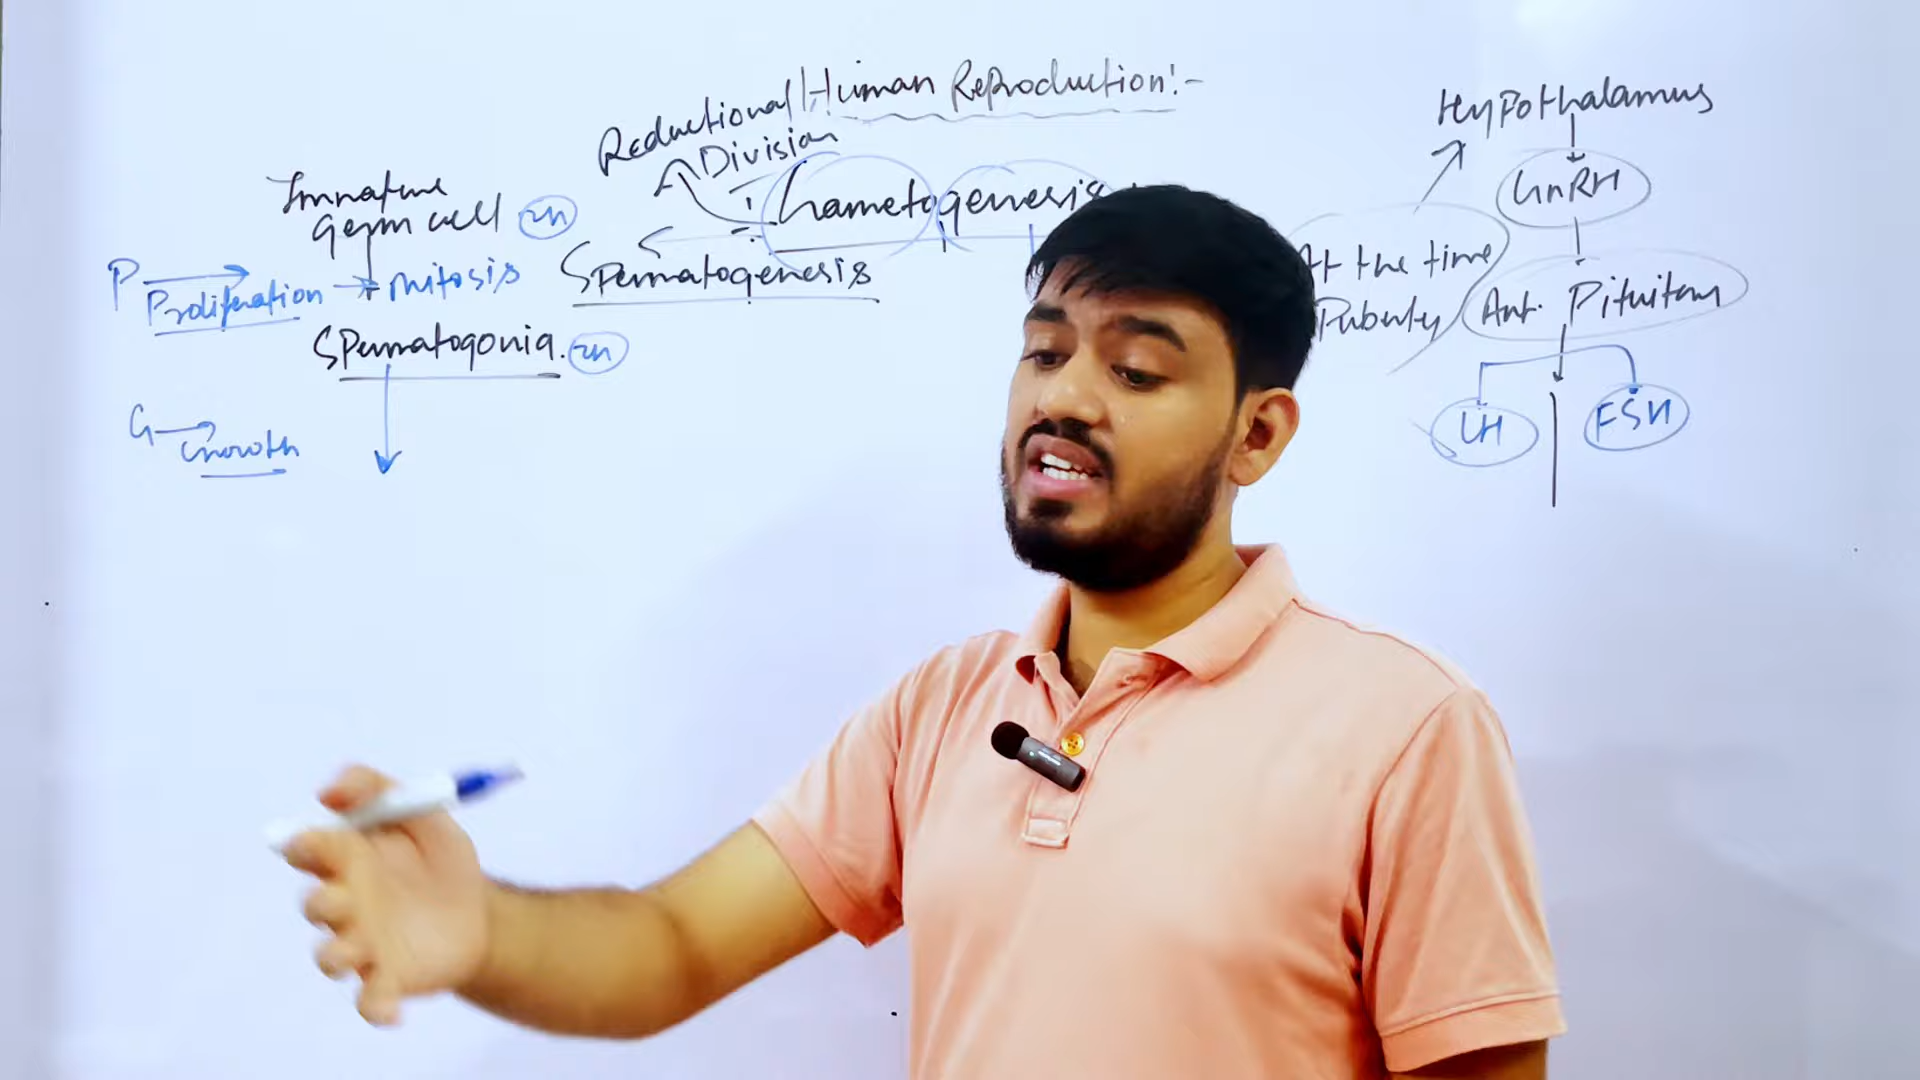 Human Reproduction:-
Reductional
Division
Gametogenesis
Spermatogenesis
Immature
Germ cell 2n
P → Proliferation → mitosis
Spermatogonia. 2n
G → Growth
Hypothalamus
GnRH
At the time
Puberty
Ant. Pituitary
LH
FSH